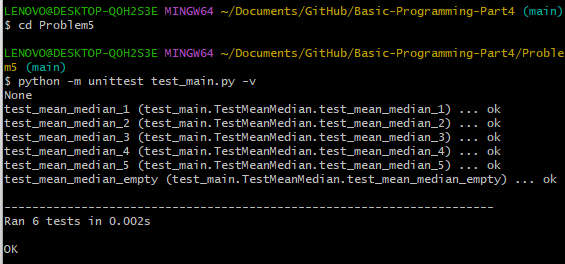 LENOVO@DESKTOP-QOH2S3E MINGW64 ~/Documents/GitHub/Basic-Programming-Part4 (main)
$ cd Problem5
LENOVO@DESKTOP-QOH2S3E MINGW64 ~/Documents/GitHub/Basic-Programming-Part4/Proble
m5 (main)
$ python -m unittest test_main.py -v
None
test_mean_median_1 (test_main.TestMeanMedian.test_mean_median_1) ... ok
test_mean_median_2 (test_main.TestMeanMedian.test_mean_median_2) ... ok
test_mean_median_3 (test_main.TestMeanMedian.test_mean_median_3) ... ok
test_mean_median_4 (test_main.TestMeanMedian.test_mean_median_4) ... ok
test_mean_median_5 (test_main.TestMeanMedian.test_mean_median_5) ... ok
test_mean_median_empty (test_main.TestMeanMedian.test_mean_median_empty) ... ok
----------------------------------------------------------------------
Ran 6 tests in 0.002s
OK